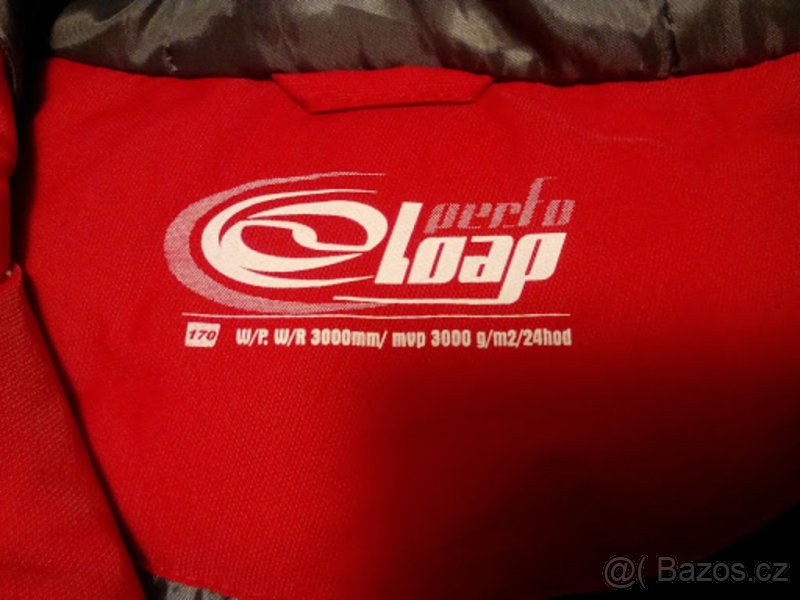 perfo
loap
170 W/P. W/R 3000mm/ mvp 3000 g/m2/24hod
@( Bazos.cz